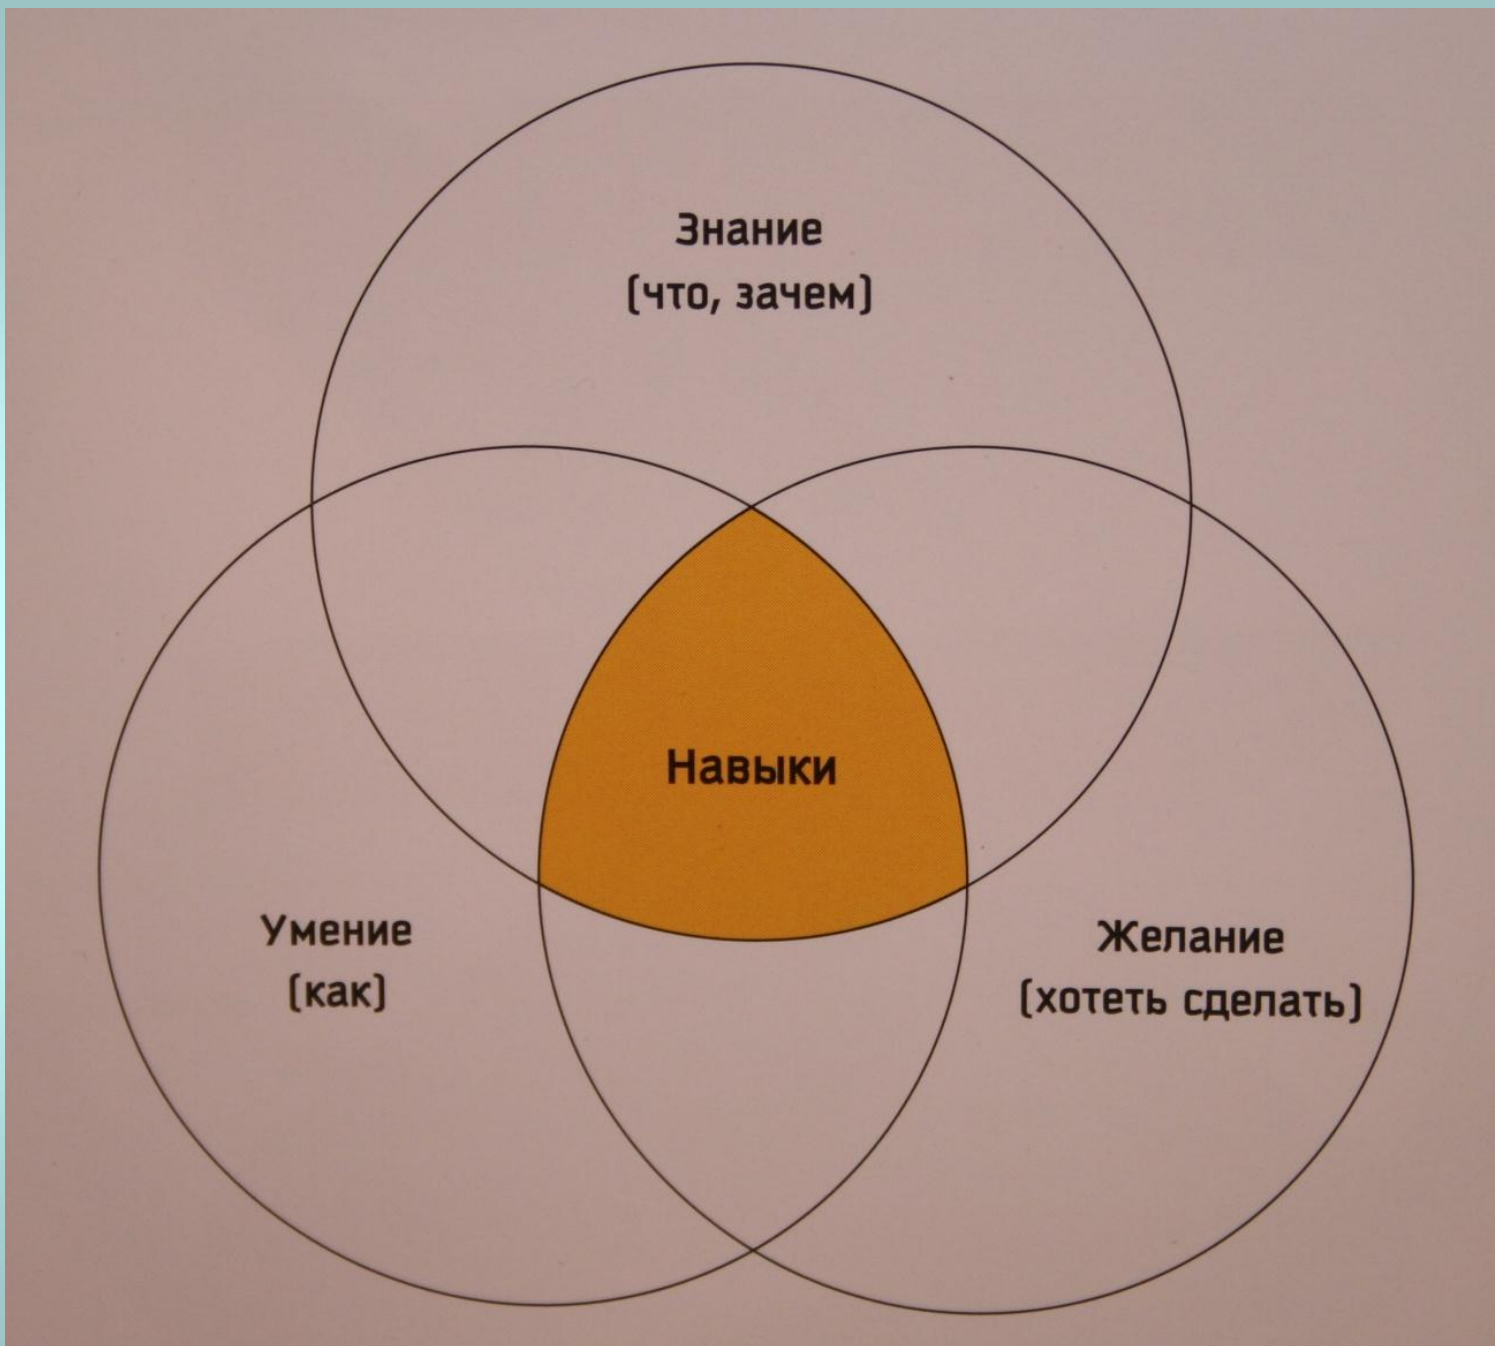 Знание
(что, зачем)
Навыки
Умение
(как)
Желание
(хотеть сделать)